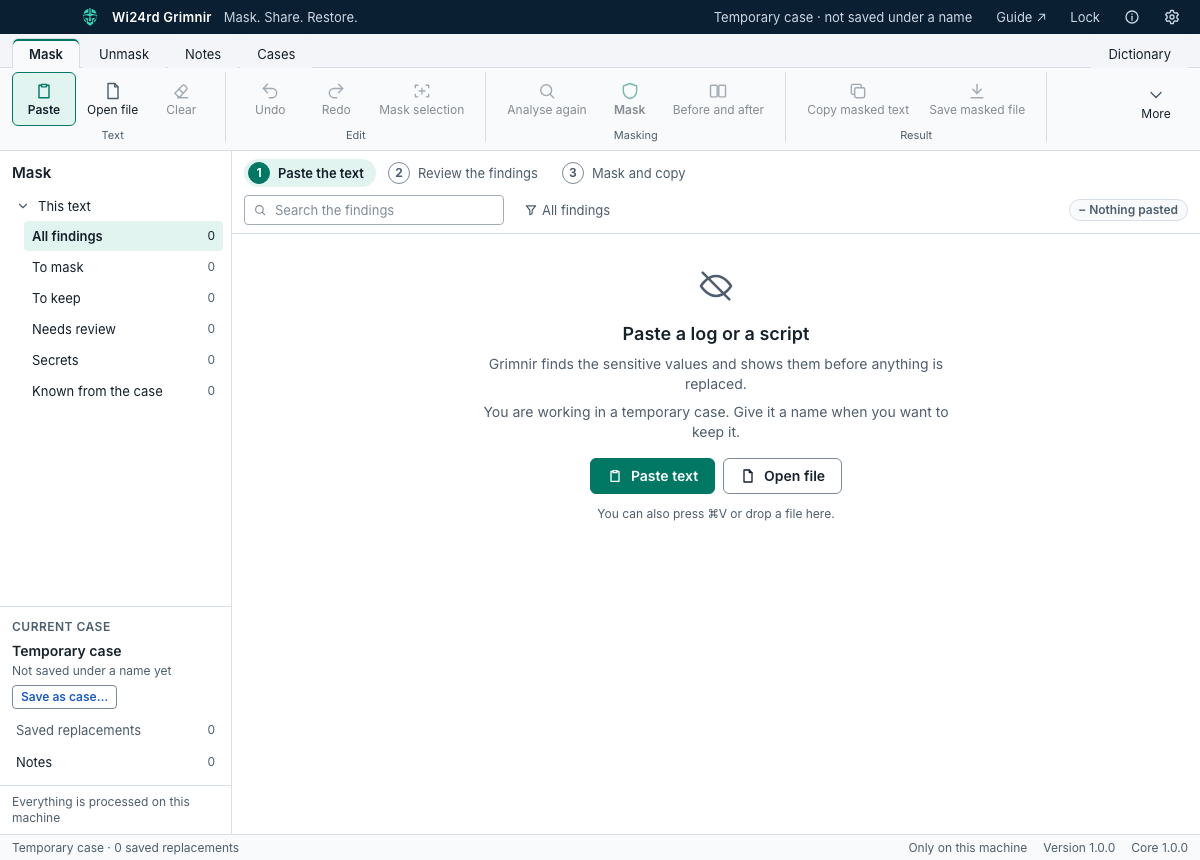 Wi24rd Grimnir Mask. Share. Restore. Temporary case · not saved under a name Guide ↗ Lock
Mask Unmask Notes Cases Dictionary
Paste Open file Clear Undo Redo Mask selection Analyse again Mask Before and after Copy masked text Save masked file More
Text Edit Masking Result
Mask
This text
All findings 0
To mask 0
To keep 0
Needs review 0
Secrets 0
Known from the case 0
CURRENT CASE
Temporary case
Not saved under a name yet
Save as case...
Saved replacements 0
Notes 0
Everything is processed on this
machine
1 Paste the text 2 Review the findings 3 Mask and copy
Search the findings All findings – Nothing pasted
Paste a log or a script
Grimnir finds the sensitive values and shows them before anything is
replaced.
You are working in a temporary case. Give it a name when you want to
keep it.
Paste text Open file
You can also press ⌘V or drop a file here.
Temporary case · 0 saved replacements Only on this machine Version 1.0.0 Core 1.0.0